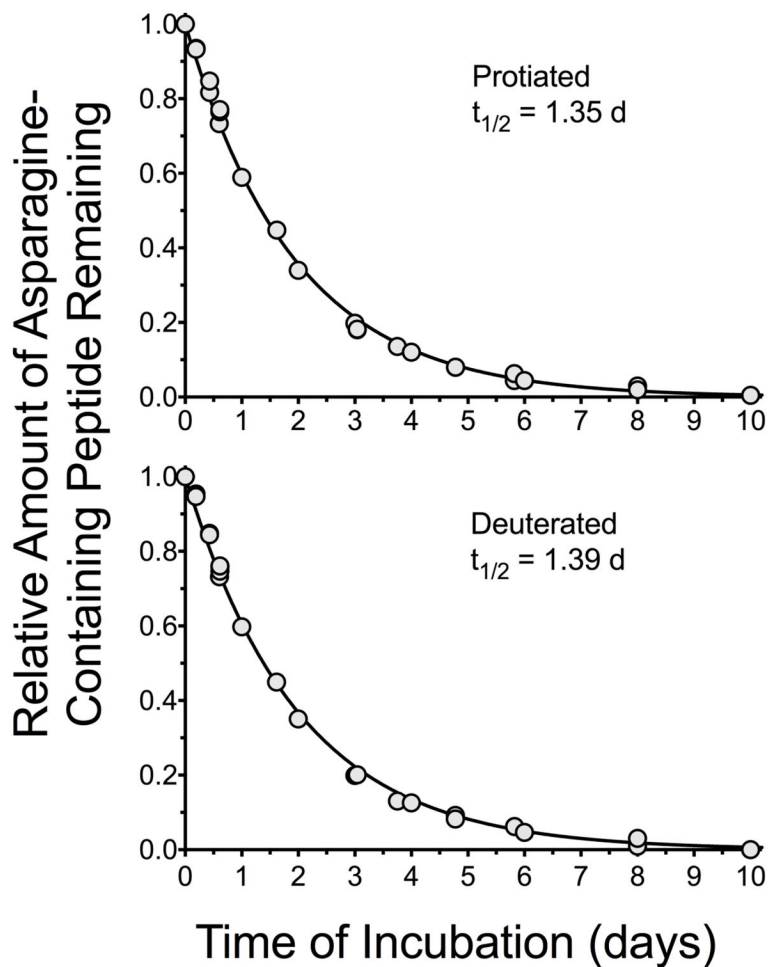 Relative Amount of Asparagine-
Containing Peptide Remaining
1.0
0.8
0.6
0.4
0.2
0.0
Protiated
t1/2 = 1.35 d
0 1 2 3 4 5 6 7 8 9 10
1.0
0.8
0.6
0.4
0.2
0.0
Deuterated
t1/2 = 1.39 d
0 1 2 3 4 5 6 7 8 9 10
Time of Incubation (days)